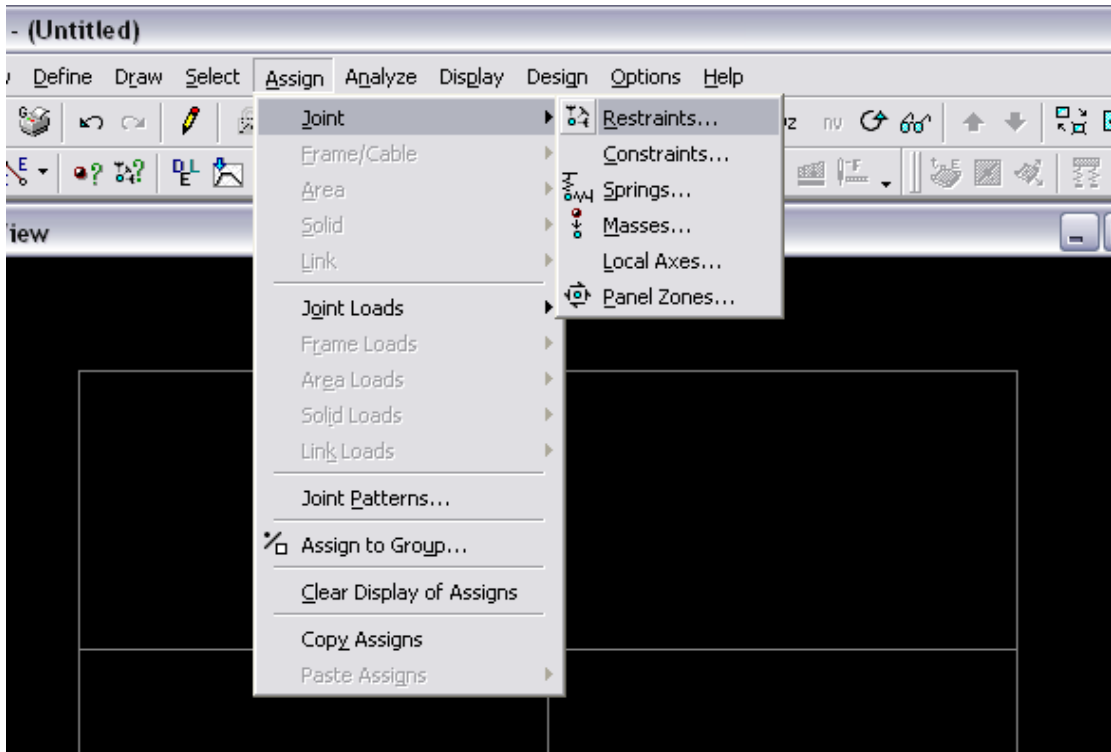 - (Untitled)
Define Draw Select Assign Analyze Display Design Options Help
Joint
Frame/Cable
Area
Solid
Link
Joint Loads
Frame Loads
Area Loads
Solid Loads
Link Loads
Joint Patterns...
Assign to Group...
Clear Display of Assigns
Copy Assigns
Paste Assigns
Restraints...
Constraints...
Springs...
Masses...
Local Axes...
Panel Zones...
nv
iew